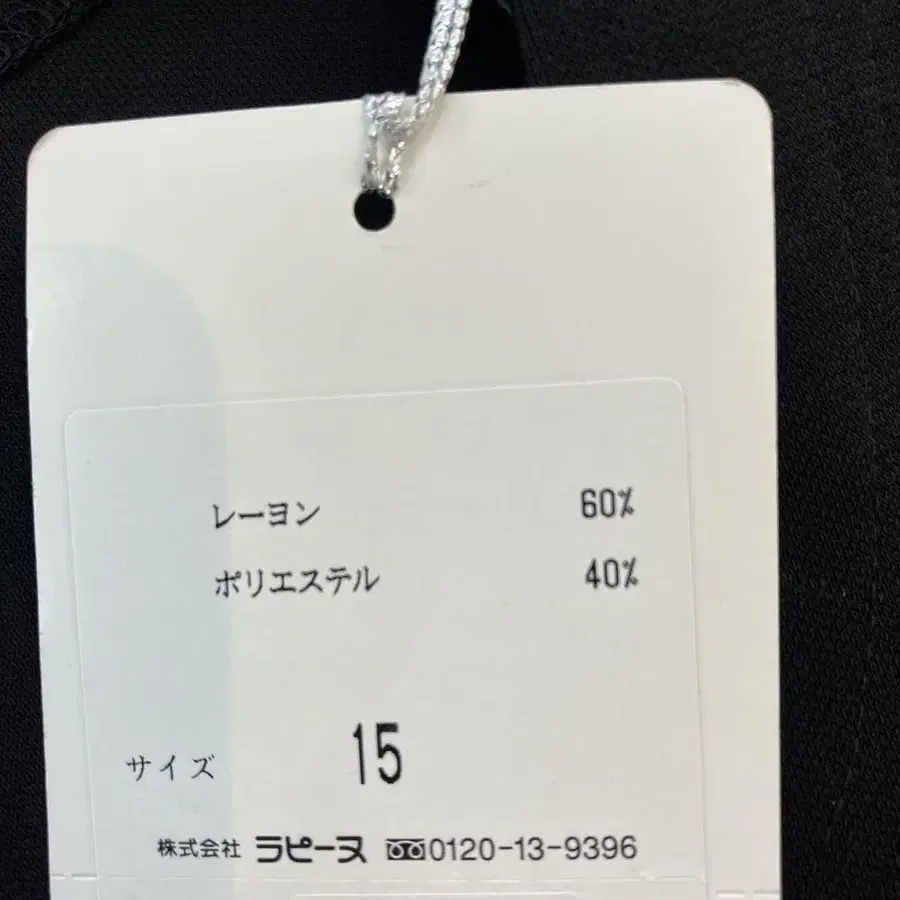 レーヨン 60%
ポリエステル 40%
サイズ 15
株式会社 ラピーヌ 0120-13-9396